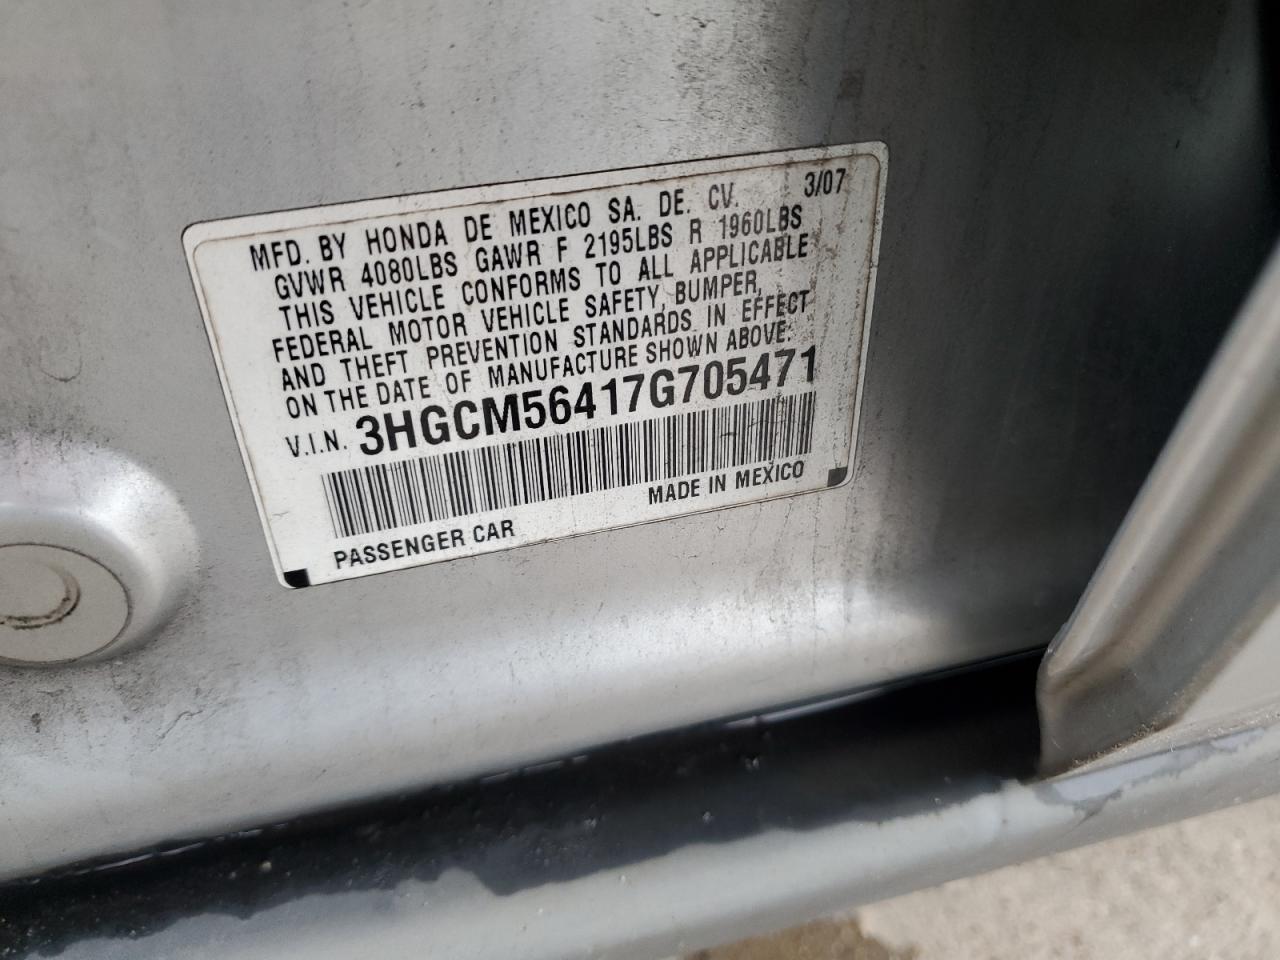 MFD. BY HONDA DE MEXICO SA. DE. CV. 3/07
GVWR 4080LBS GAWR F 2195LBS R 1960LBS
THIS VEHICLE CONFORMS TO ALL APPLICABLE
FEDERAL MOTOR VEHICLE SAFETY, BUMPER,
AND THEFT PREVENTION STANDARDS IN EFFECT
ON THE DATE OF MANUFACTURE SHOWN ABOVE.
V.I.N. 3HGCM56417G705471
PASSENGER CAR MADE IN MEXICO